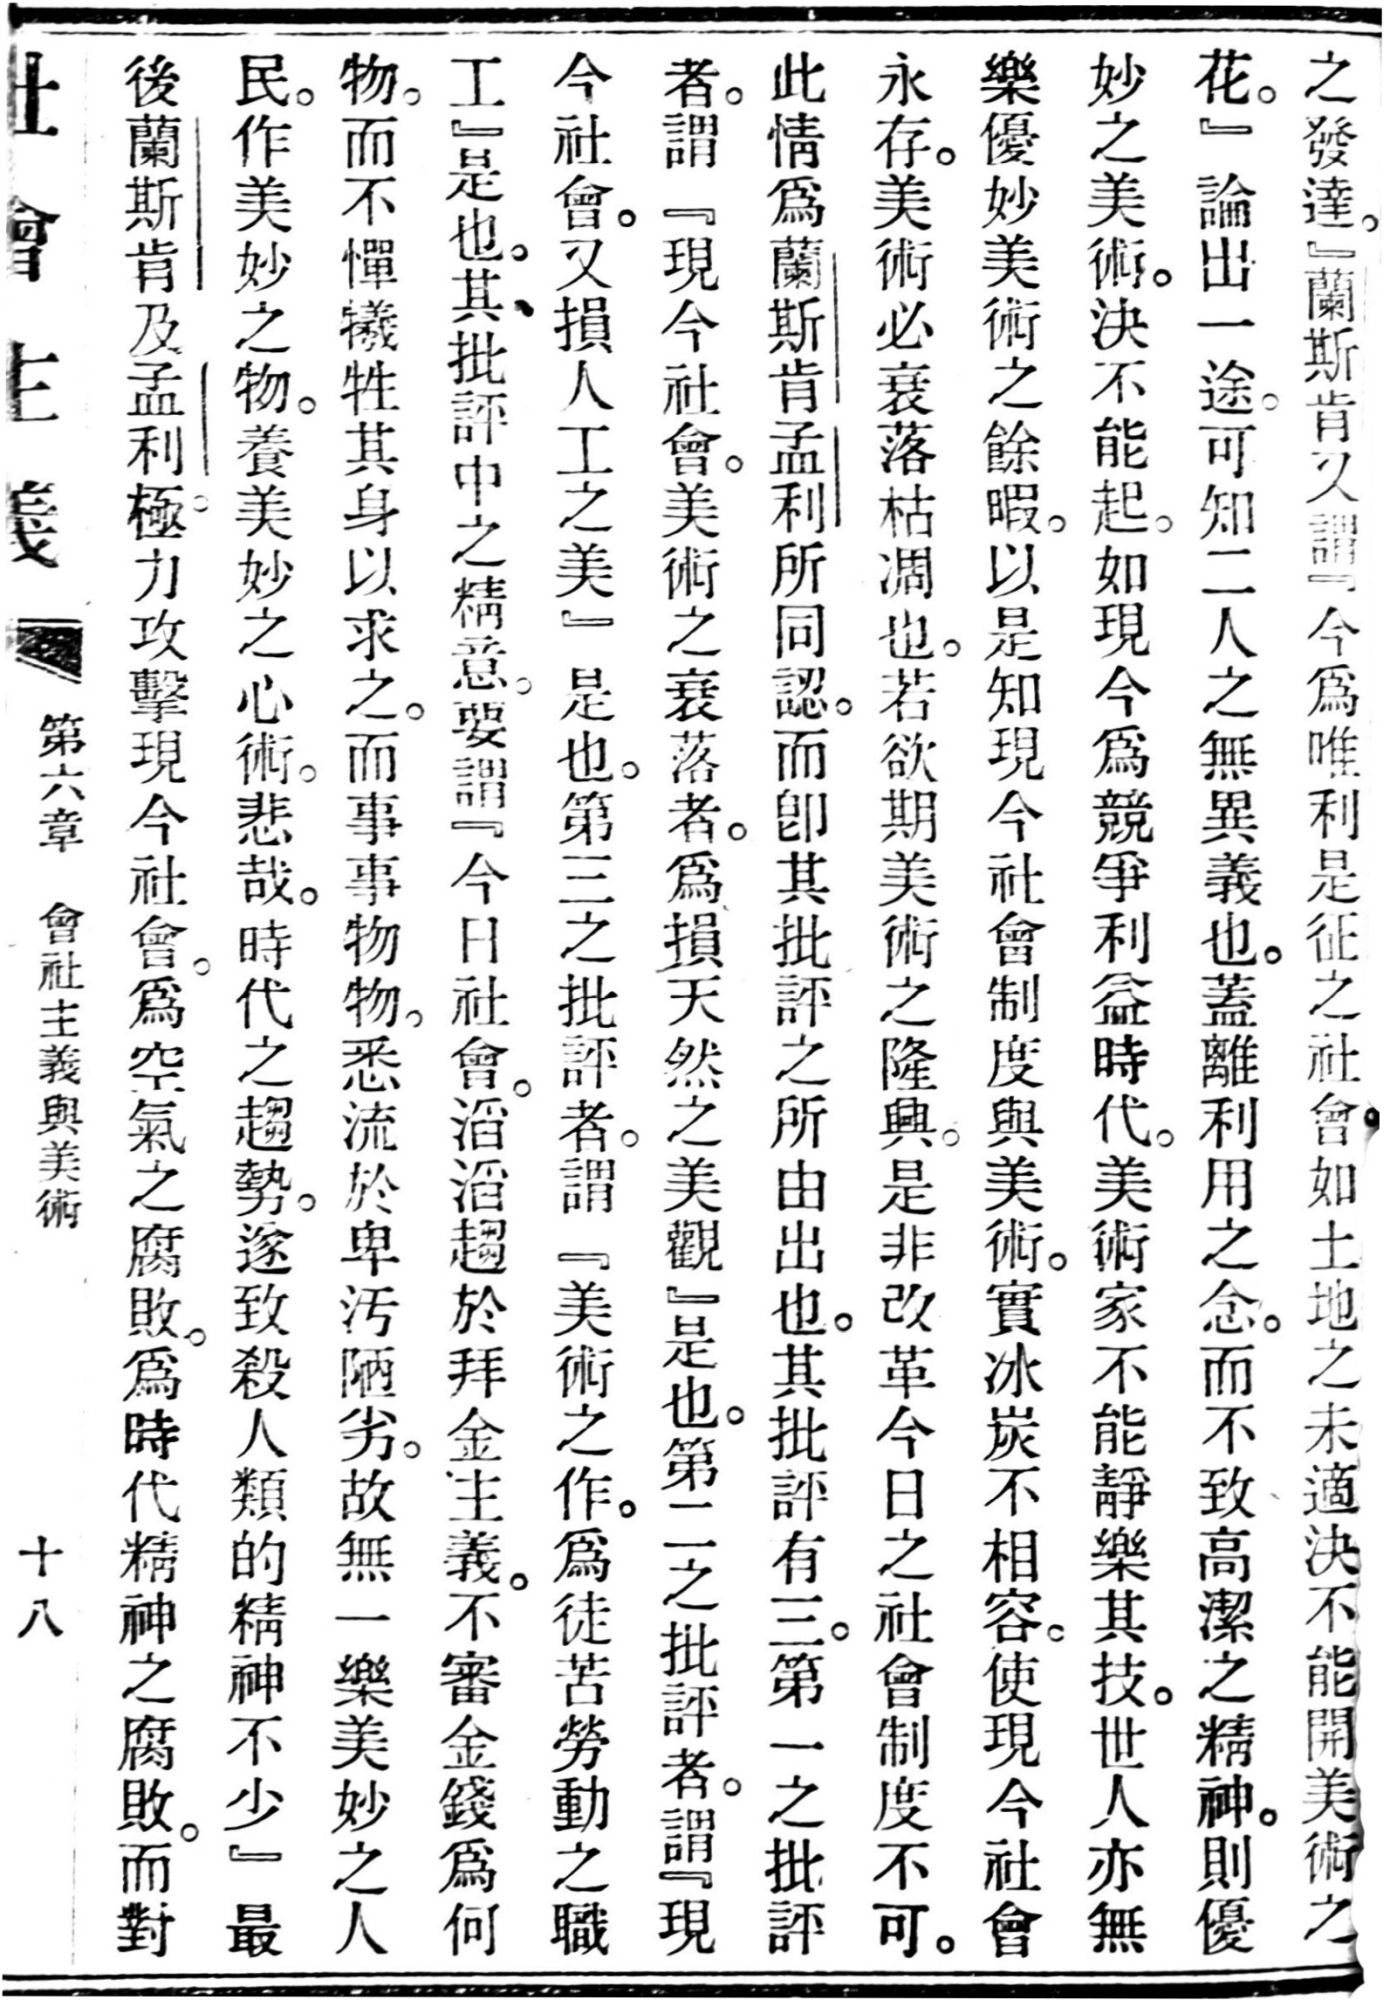 之發達。』蘭斯肯又謂『今爲唯利是征之社會。如土地之未適決不能開美術之
花。』論出一途。可知二人之無異義也。蓋離利用之念。而不致高潔之精神。則優
妙之美術。決不能起。如現今爲競爭利益時代。美術家不能靜樂其技。世人亦無
樂優妙美術之餘暇。以是知現今社會制度與美術。實冰炭不相容。使現今社會
永存。美術必衰落枯凋也。若欲期美術之隆興。是非改革今日之社會制度不可。
此情爲蘭斯肯孟利所同認。而卽其批評之所由出也。其批評有三。第一之批評
者。謂『現今社會。美術之衰落者。爲損天然之美觀』是也。第二之批評者。謂『現
今社會。又損人工之美』是也。第三之批評者。謂『美術之作。爲徒苦勞動之職
工』是也。其、批評中之精意。要謂『今日社會。滔滔趨於拜金主義。不審金錢爲何
物。而不憚犧牲其身以求之。而事事物物。悉流於卑汚陋劣。故無一樂美妙之人
民。作美妙之物。養美妙之心術。悲哉。時代之趨勢。遂致殺人類的精神不少』最
後蘭斯肯及孟利。極力攻擊現今社會。爲空氣之腐敗。爲時代精神之腐敗。而對
社會主義 第六章 會社主義與美術 十八